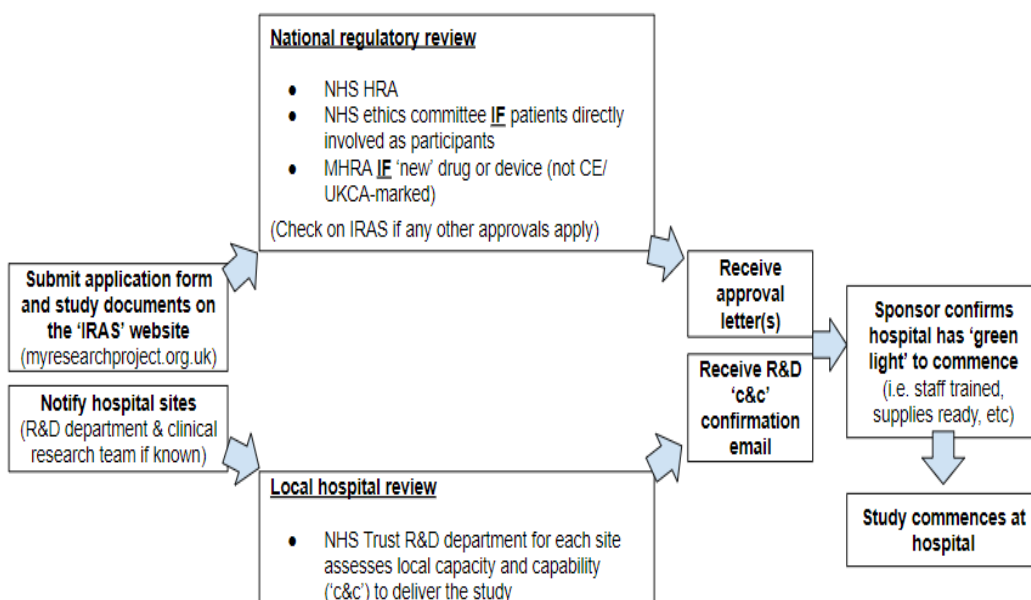 National regulatory review
● NHS HRA
● NHS ethics committee IF patients directly
involved as participants
● MHRA IF ‘new’ drug or device (not CE/
UKCA-marked)
(Check on IRAS if any other approvals apply)
Submit application form
and study documents on
the ‘IRAS’ website
(myresearchproject.org.uk)
Notify hospital sites
(R&D department & clinical
research team if known)
Local hospital review
● NHS Trust R&D department for each site
assesses local capacity and capability
(‘c&c’) to deliver the study
Receive
approval
letter(s)
Receive R&D
‘c&c’
confirmation
email
Sponsor confirms
hospital has ‘green
light’ to commence
(i.e. staff trained,
supplies ready, etc)
Study commences at
hospital